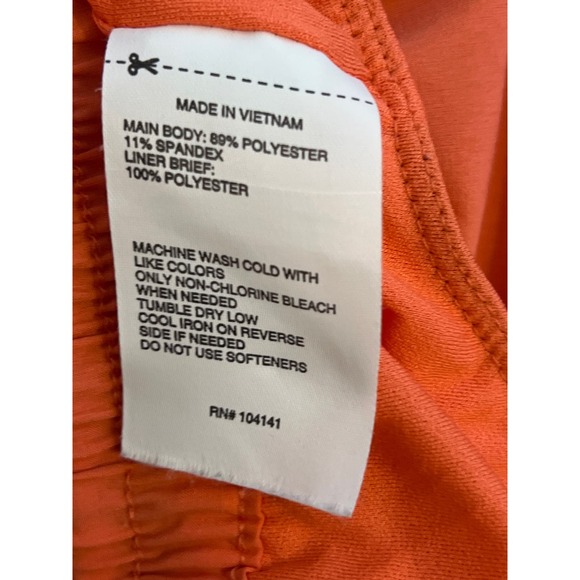 MADE IN VIETNAM
MAIN BODY: 89% POLYESTER
11% SPANDEX
LINER BRIEF:
100% POLYESTER
MACHINE WASH COLD WITH
LIKE COLORS
ONLY NON-CHLORINE BLEACH
WHEN NEEDED
TUMBLE DRY LOW
COOL IRON ON REVERSE
SIDE IF NEEDED
DO NOT USE SOFTENERS
RN# 104141